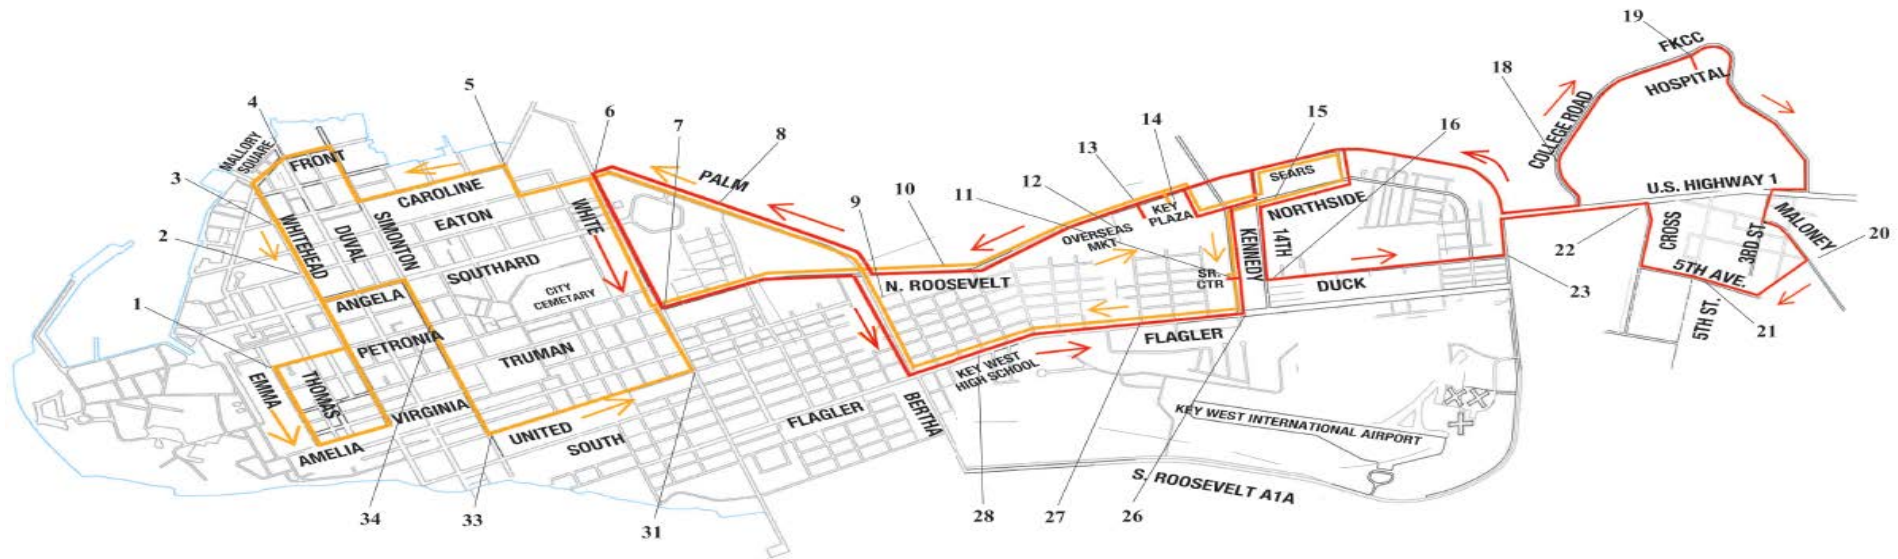 19
FKCC
18
HOSPITAL
COLLEGE ROAD
4
5
6
7
8
13
14
15
16
MALLORY
SQUARE
FRONT
3
CAROLINE
PALM
SEARS
U.S. HIGHWAY 1
WHITEHEAD
DUVAL
SIMONTON
EATON
WHITE
9
10
11
12
KEY
PLAZA
NORTHSIDE
OVERSEAS
MKT
KENNEDY
14TH
22
CROSS
3RD ST.
MALONEY
20
2
SOUTHARD
CITY
CEMETARY
N. ROOSEVELT
SR.
CTR
DUCK
23
5TH AVE.
5TH ST.
21
1
ANGELA
PETRONIA
TRUMAN
FLAGLER
KEY WEST
HIGH SCHOOL
EMMA
THOMAS
VIRGINIA
AMELIA
UNITED
SOUTH
FLAGLER
BERTHA
KEY WEST INTERNATIONAL AIRPORT
S. ROOSEVELT A1A
34
33
31
28
27
26